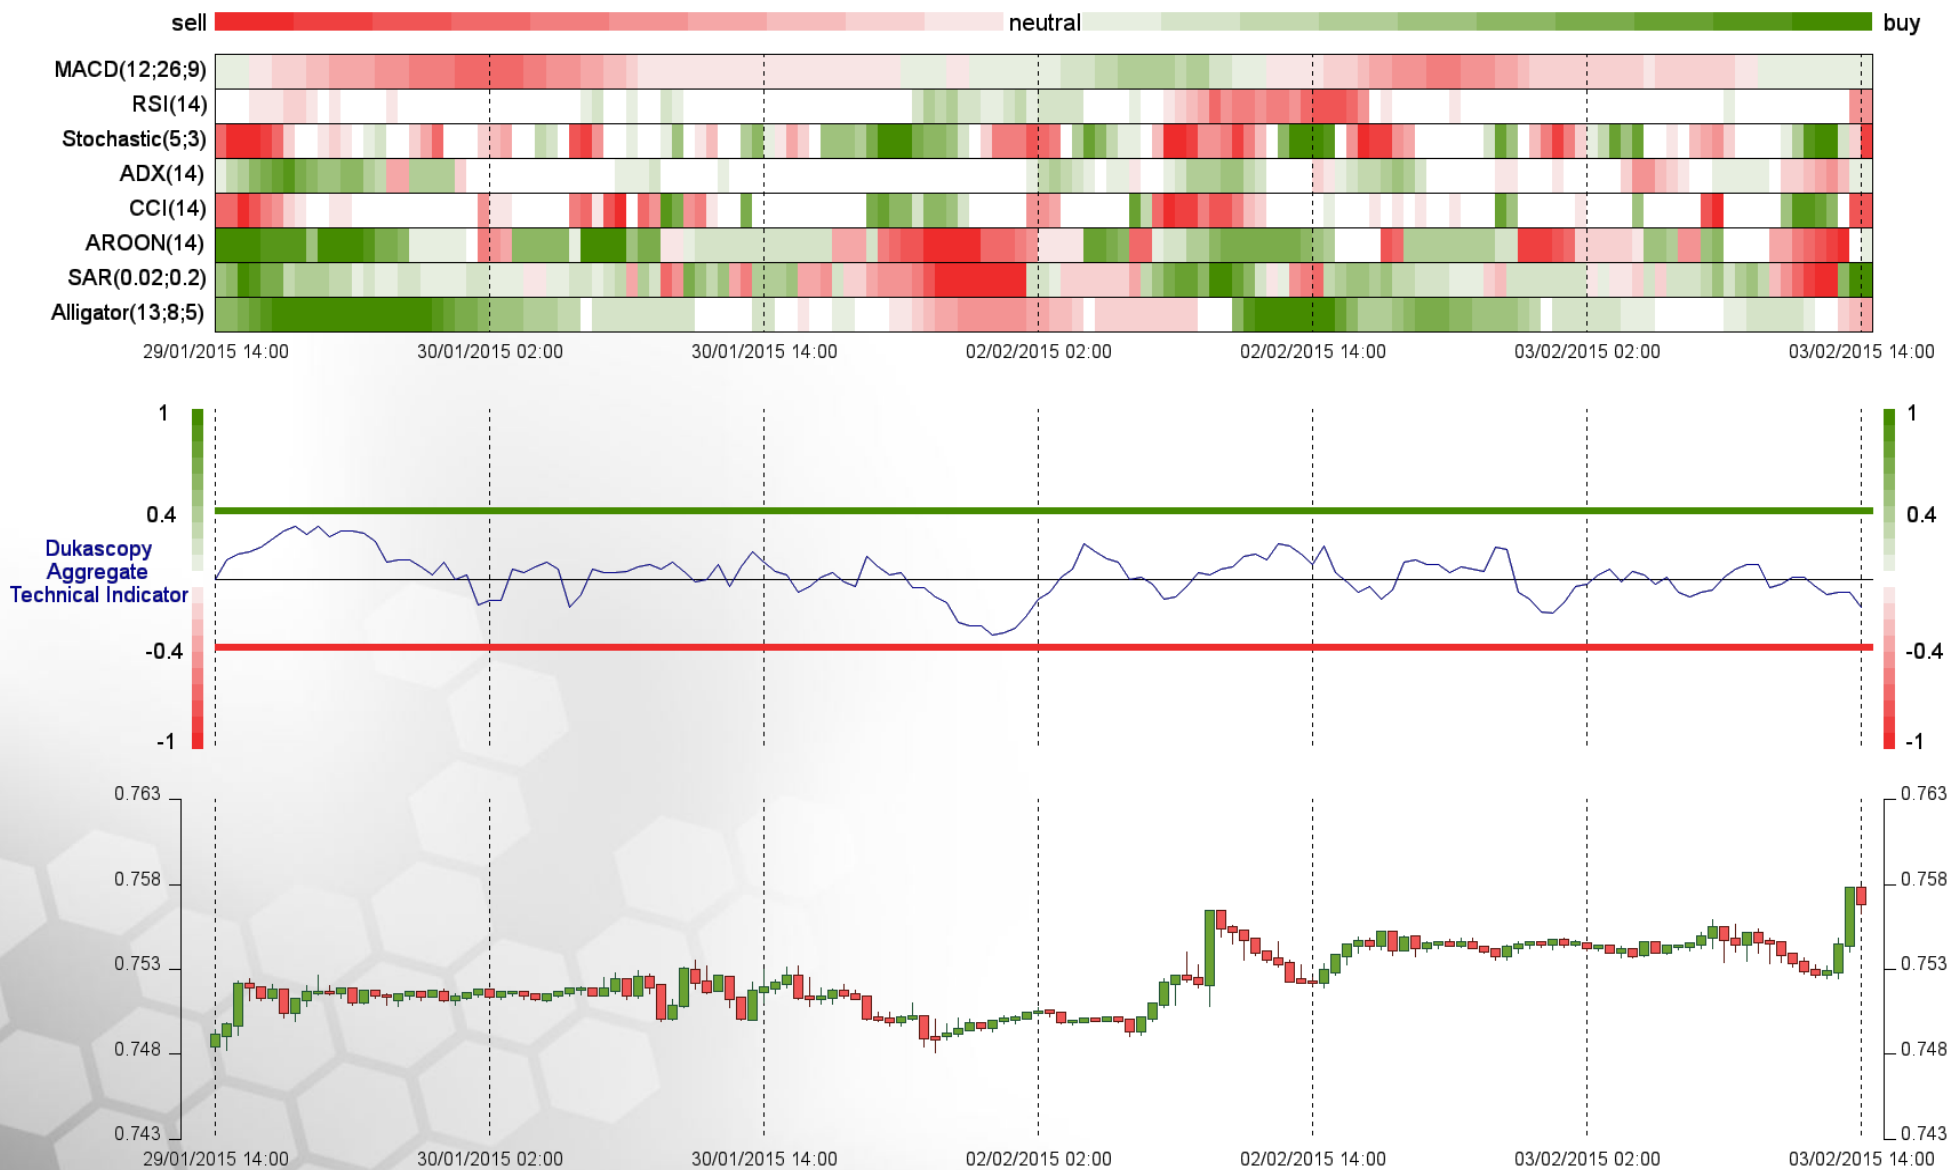 sell neutral buy
MACD(12;26;9)
RSI(14)
Stochastic(5;3)
ADX(14)
CCI(14)
AROON(14)
SAR(0.02;0.2)
Alligator(13;8;5)
29/01/2015 14:00 30/01/2015 02:00 30/01/2015 14:00 02/02/2015 02:00 02/02/2015 14:00 03/02/2015 02:00 03/02/2015 14:00
1 1
0.4 0.4
Dukascopy
Aggregate
Technical Indicator
-0.4 -0.4
-1 -1
0.763 0.763
0.758 0.758
0.753 0.753
0.748 0.748
0.743 0.743
29/01/2015 14:00 30/01/2015 02:00 30/01/2015 14:00 02/02/2015 02:00 02/02/2015 14:00 03/02/2015 02:00 03/02/2015 14:00